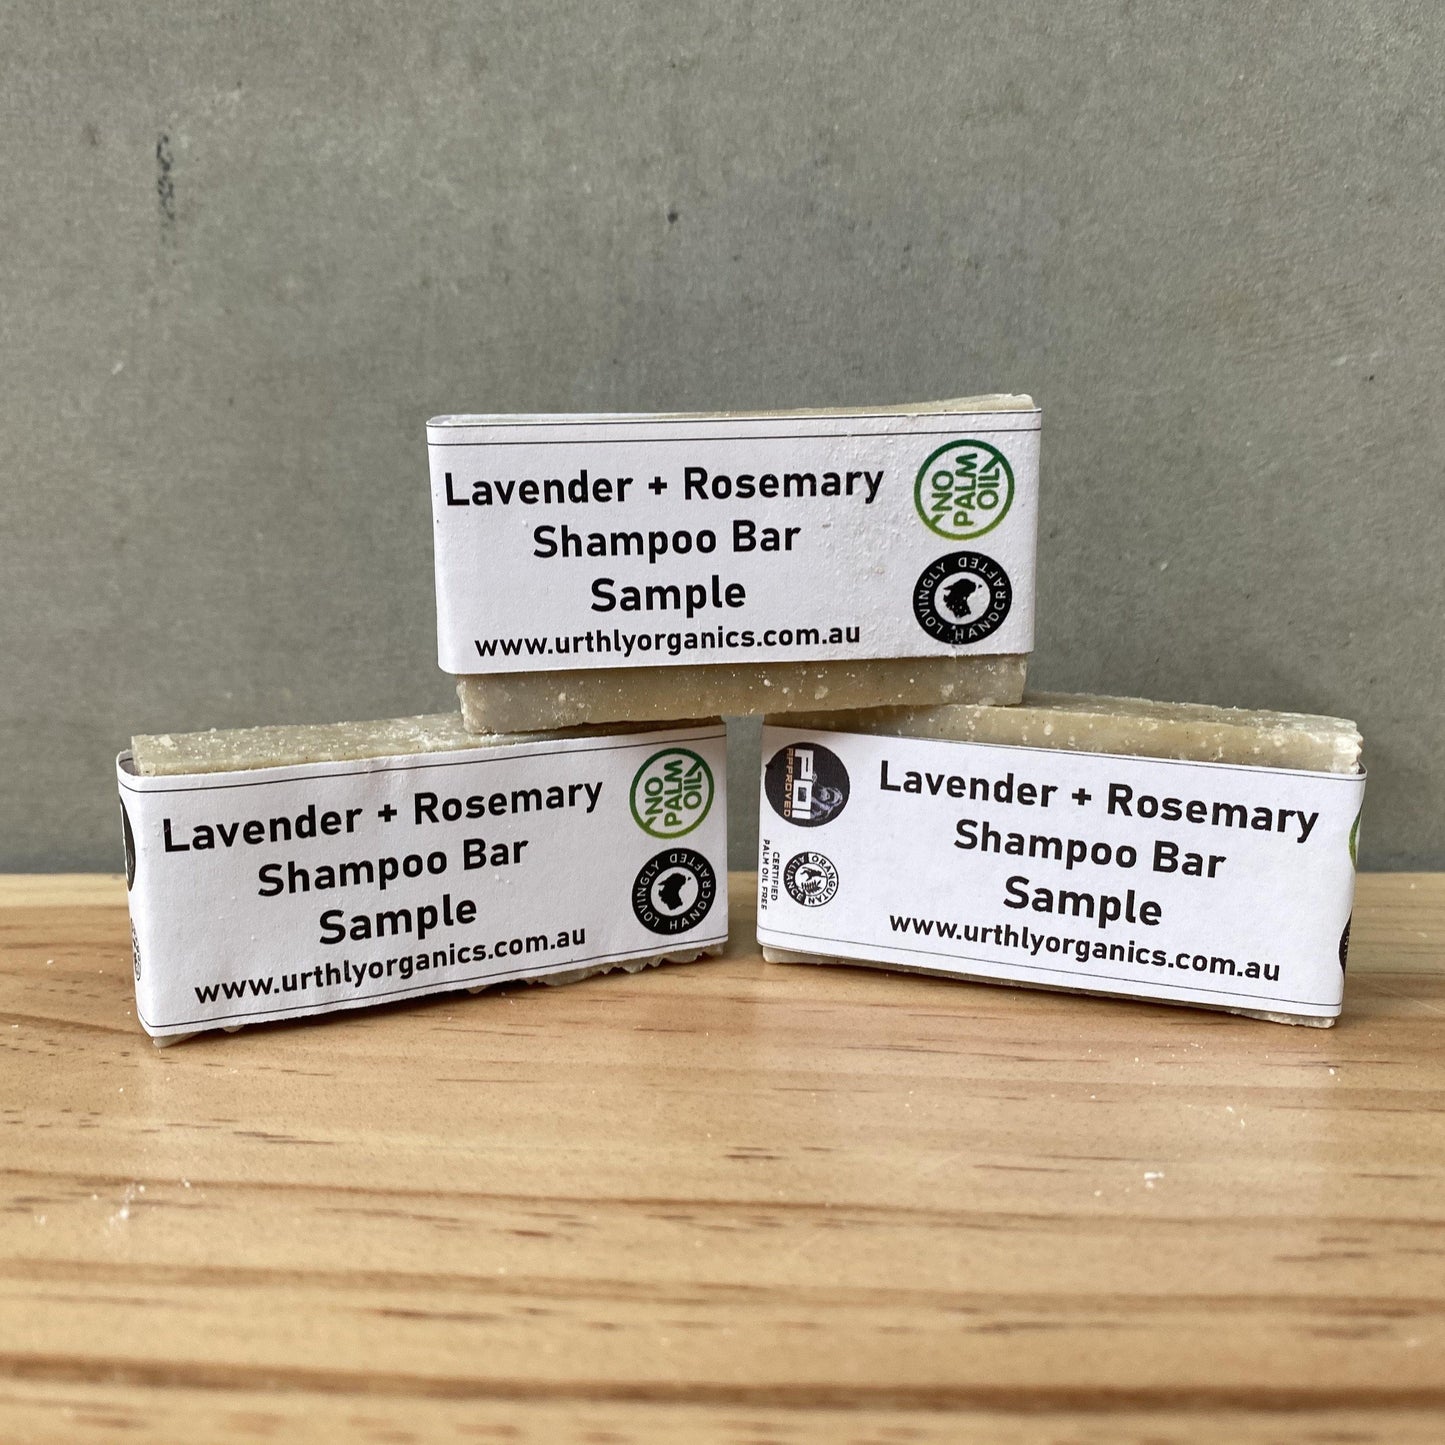 Lavender + Rosemary
Shampoo Bar
Sample
www.urthlyorganics.com.au
NO
PALM
OIL
LOVINGLY HANDCRAFTED
Lavender + Rosemary
Shampoo Bar
Sample
www.urthlyorganics.com.au
NO
PALM
OIL
LOVINGLY HANDCRAFTED
APPROVED
CERTIFIED
PALM OIL FREE
ORANGUTAN
ALLIANCE
Lavender + Rosemary
Shampoo Bar
Sample
www.urthlyorganics.com.au